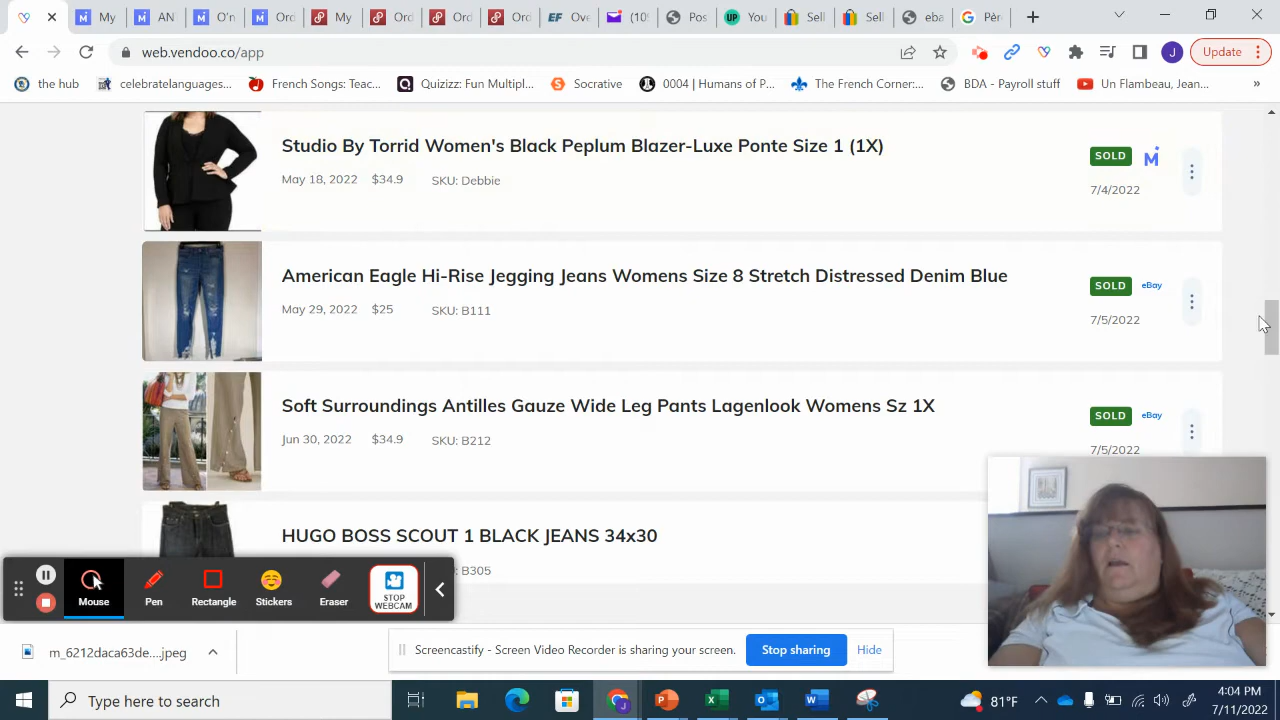 My
AN
O'n
Ord
My
Ord
Ord
Ord
EF Ove
(10
Pos
UP You
Sell
Sell
eba
G Pèr
web.vendoo.co/app
J
Update
the hub
celebratelanguages...
French Songs: Teac...
Quizizz: Fun Multipl...
Socrative
0004 | Humans of P...
The French Corner:...
BDA - Payroll stuff
Un Flambeau, Jean...
»
Studio By Torrid Women's Black Peplum Blazer-Luxe Ponte Size 1 (1X)
SOLD
May 18, 2022 $34.9 SKU: Debbie
7/4/2022
American Eagle Hi-Rise Jegging Jeans Womens Size 8 Stretch Distressed Denim Blue
SOLD eBay
May 29, 2022 $25 SKU: B111
7/5/2022
Soft Surroundings Antilles Gauze Wide Leg Pants Lagenlook Womens Sz 1X
SOLD eBay
Jun 30, 2022 $34.9 SKU: B212
7/5/2022
HUGO BOSS SCOUT 1 BLACK JEANS 34x30
B305
Mouse
Pen
Rectangle
Stickers
Eraser
STOP
WEBCAM
m_6212daca63de....jpeg
Screencastify - Screen Video Recorder is sharing your screen.
Stop sharing
Hide
Type here to search
81°F
4:04 PM
7/11/2022